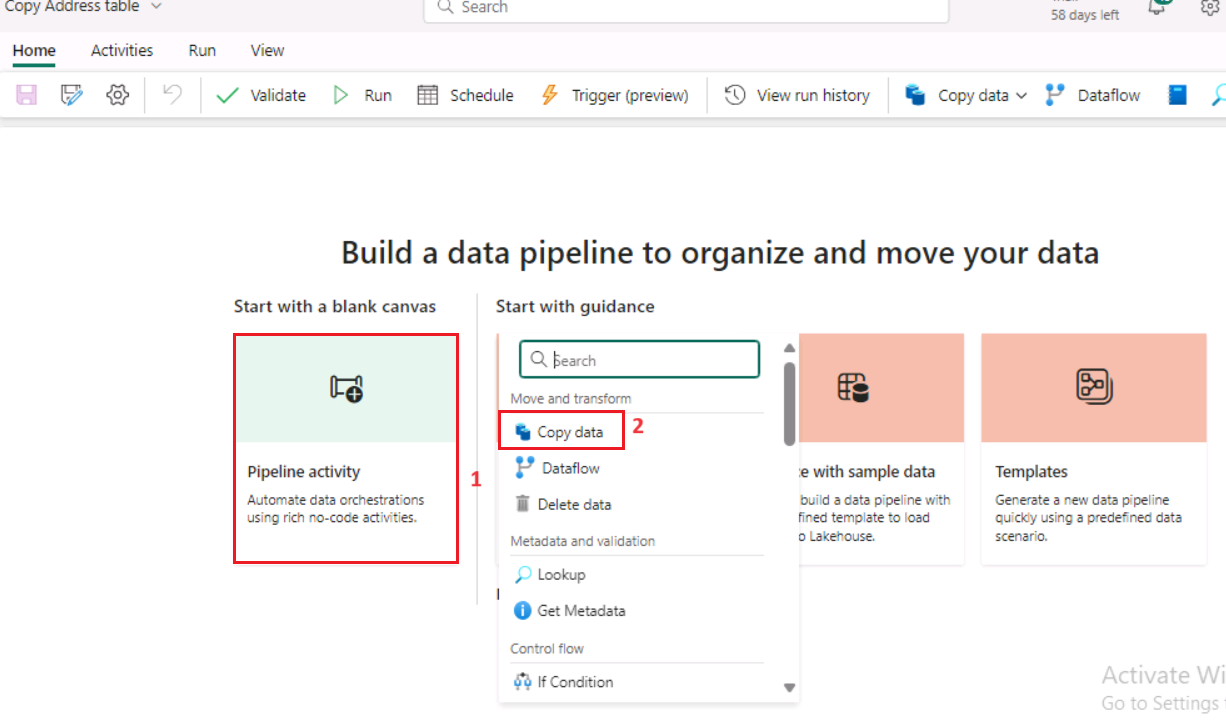 Copy Address table
Search
58 days left
Home Activities Run View
Validate Run Schedule Trigger (preview) View run history Copy data Dataflow
Build a data pipeline to organize and move your data
Start with a blank canvas
Start with guidance
Search
Move and transform
Copy data
2
Dataflow
Delete data
Metadata and validation
Lookup
Get Metadata
Control flow
If Condition
Pipeline activity
Automate data orchestrations
using rich no-code activities.
1
with sample data
build a data pipeline with
template to load
Lakehouse.
Templates
Generate a new data pipeline
quickly using a predefined data
scenario.
Activate Wi
Go to Settings